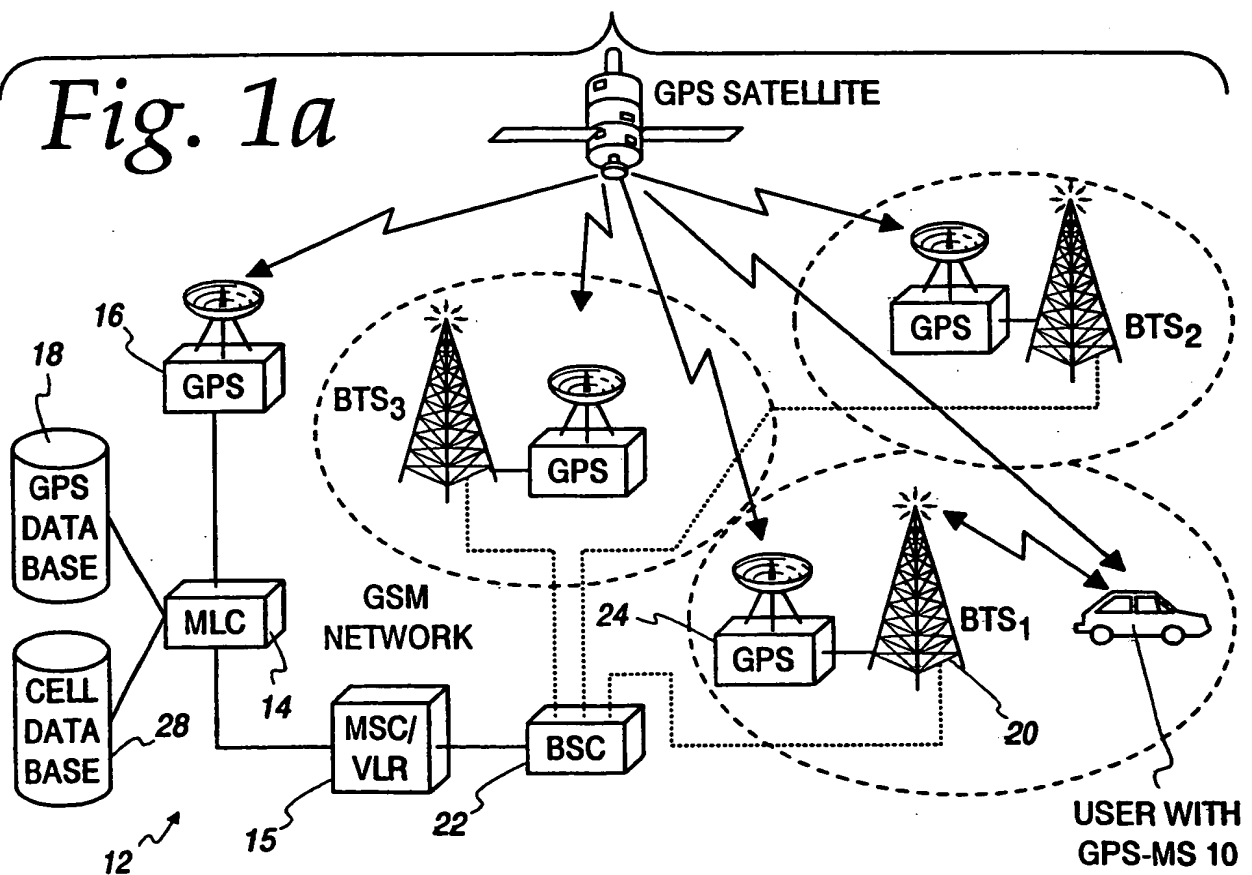 Fig. 1a
GPS SATELLITE
16
GPS
BTS3
GPS
GPS
BTS2
18
GPS
DATA
BASE
MLC
14
GSM
NETWORK
24
GPS
BTS1
20
CELL
DATA
BASE
28
MSC/
VLR
15
BSC
22
12
USER WITH
GPS-MS 10